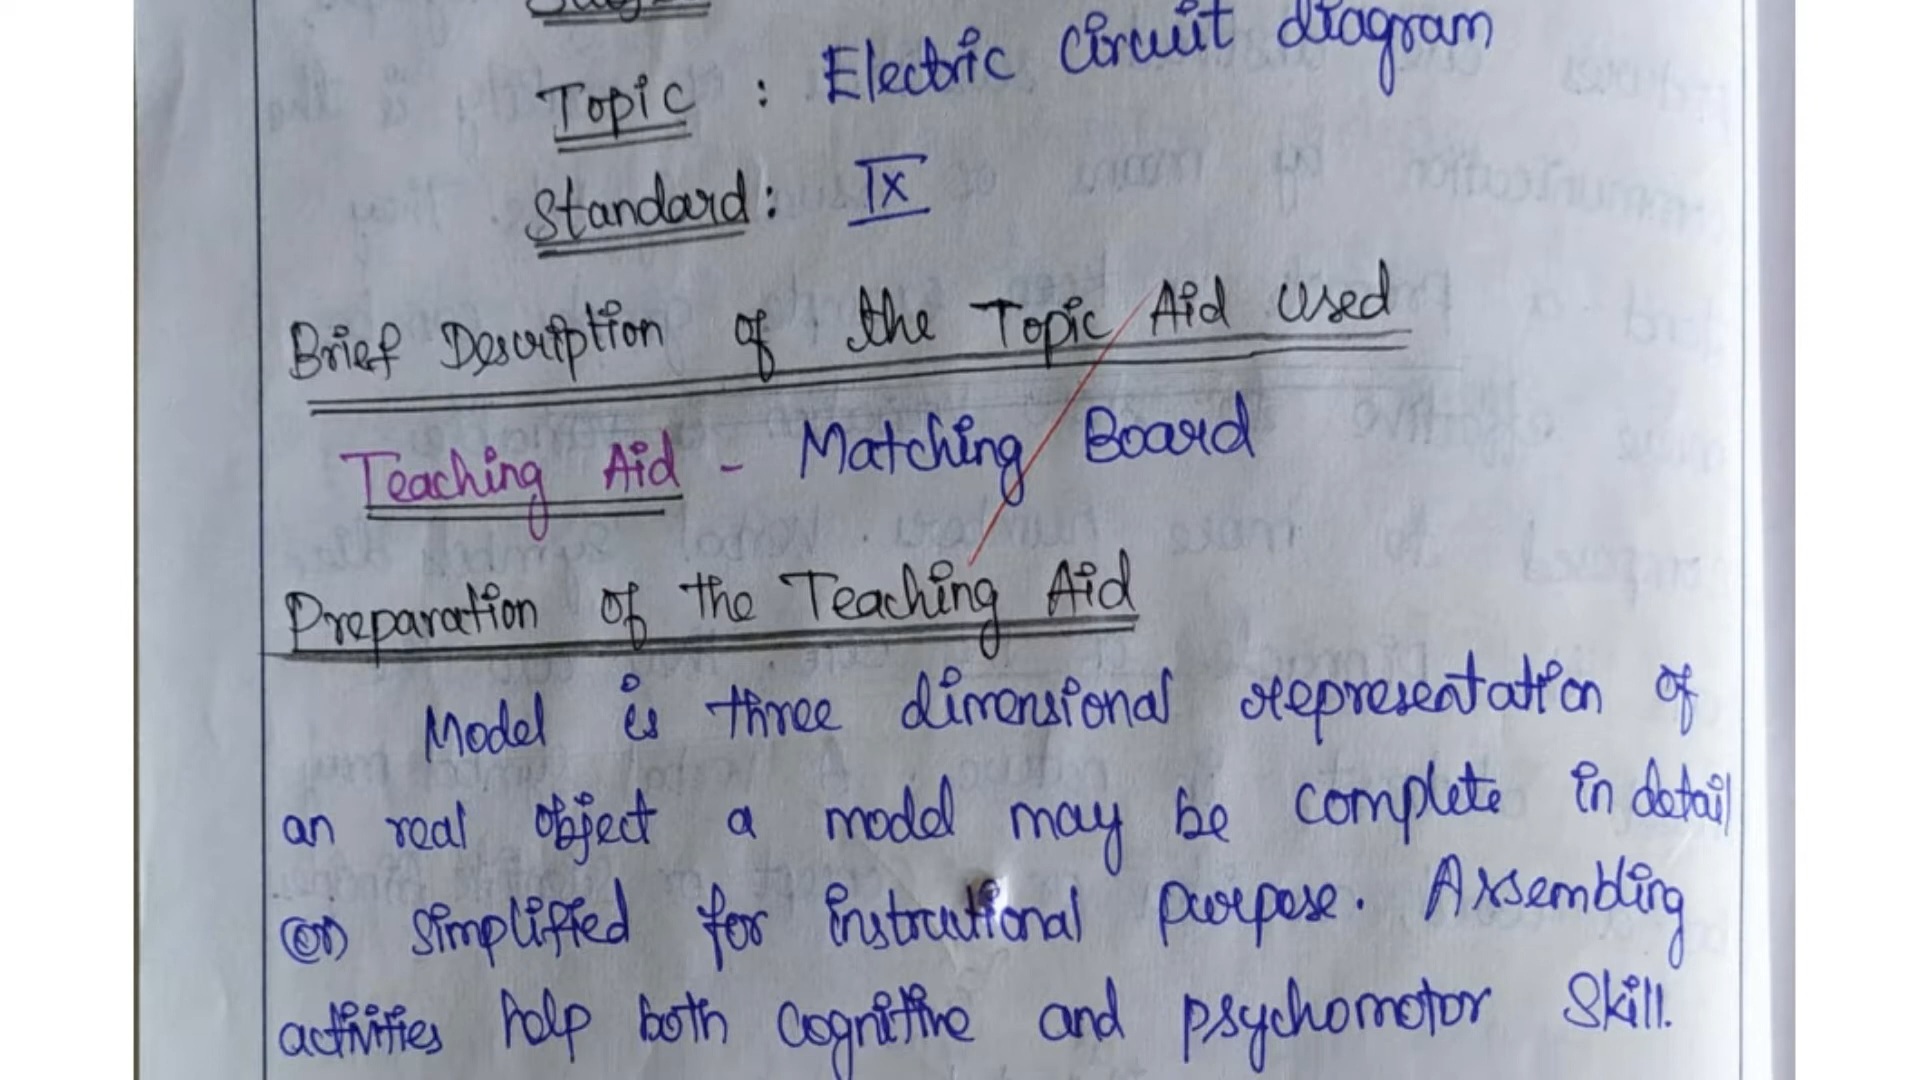 Topic : Electric Circuit diagram
Standard : IX
Brief Description of the Topic Aid Used
Teaching Aid - Matching Board
Preparation of the Teaching Aid
Model is three dimensional representation of
an real object a model may be complete in detail
(or) simplified for instructional purpose. Assembling
activities help both cognitive and psychomotor skill.